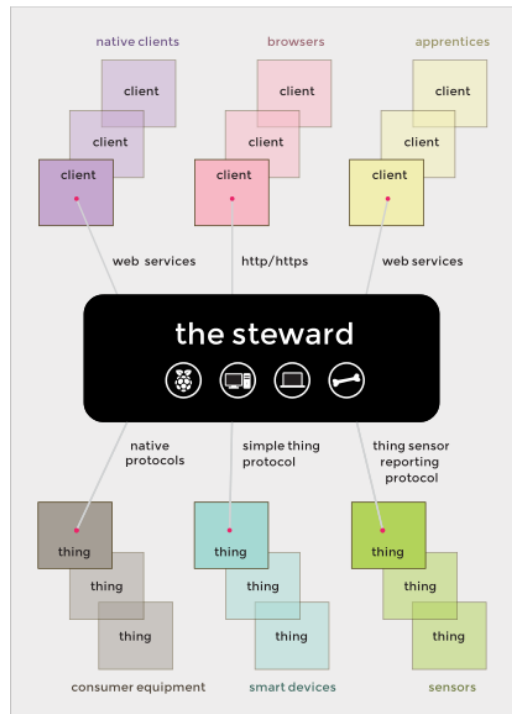 native clients
browsers
apprentices
client
client
client
client
client
client
client
client
client
web services
http/https
web services
the steward
native
protocols
simple thing
protocol
thing sensor
reporting
protocol
thing
thing
thing
thing
thing
thing
thing
thing
thing
consumer equipment
smart devices
sensors